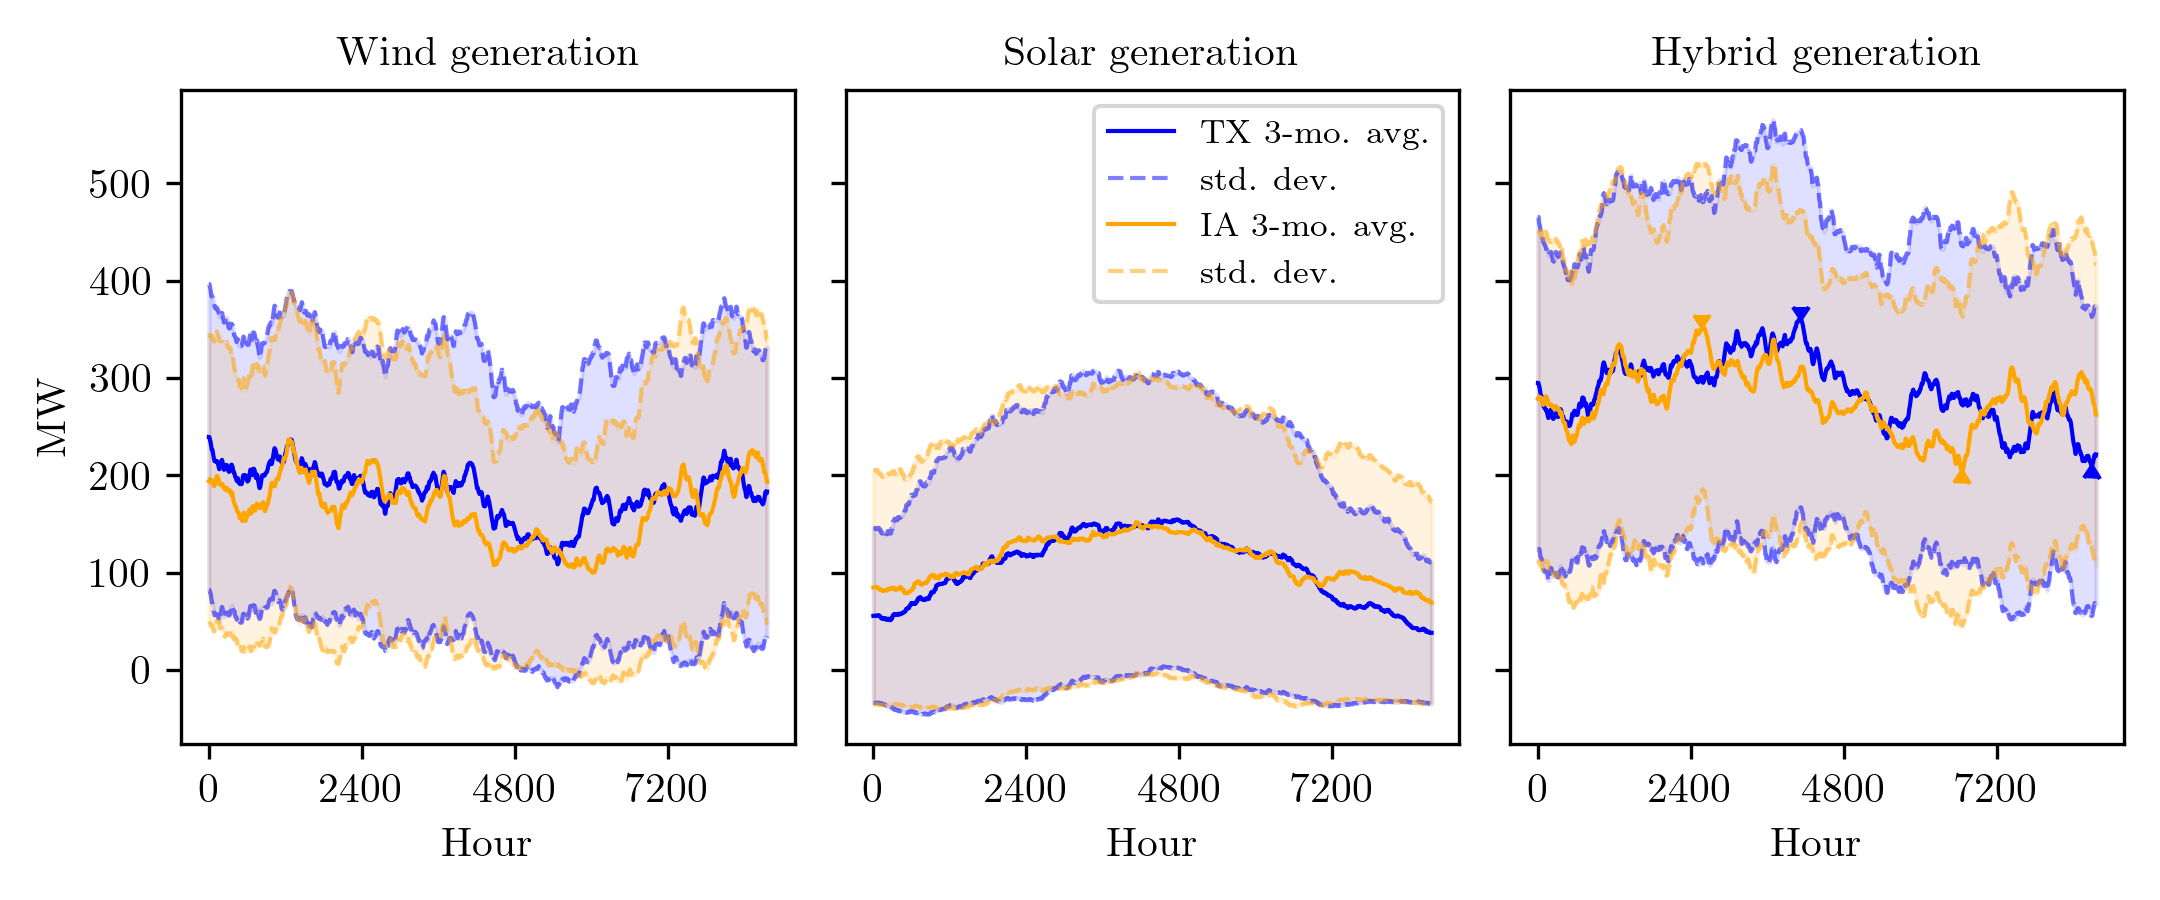 Wind generation
Solar generation
Hybrid generation
MW
500
400
300
200
100
0
TX 3-mo. avg.
std. dev.
IA 3-mo. avg.
std. dev.
0 2400 4800 7200
0 2400 4800 7200
0 2400 4800 7200
Hour
Hour
Hour